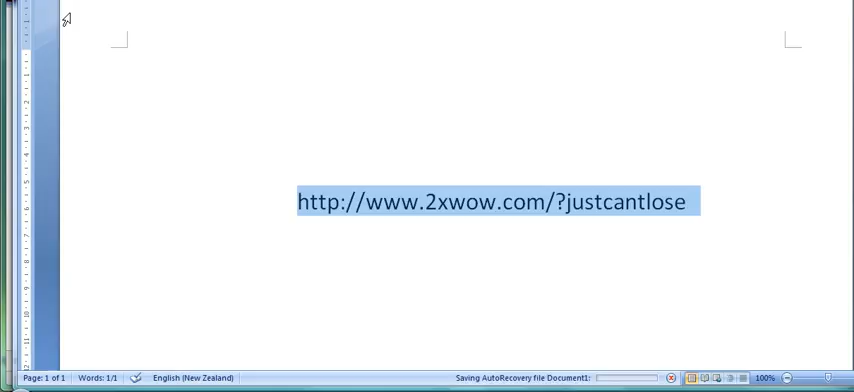 http://www.2xwow.com/?justcantlose
Page: 1 of 1 Words: 1/1 English (New Zealand) Saving AutoRecovery file Document1: 100%